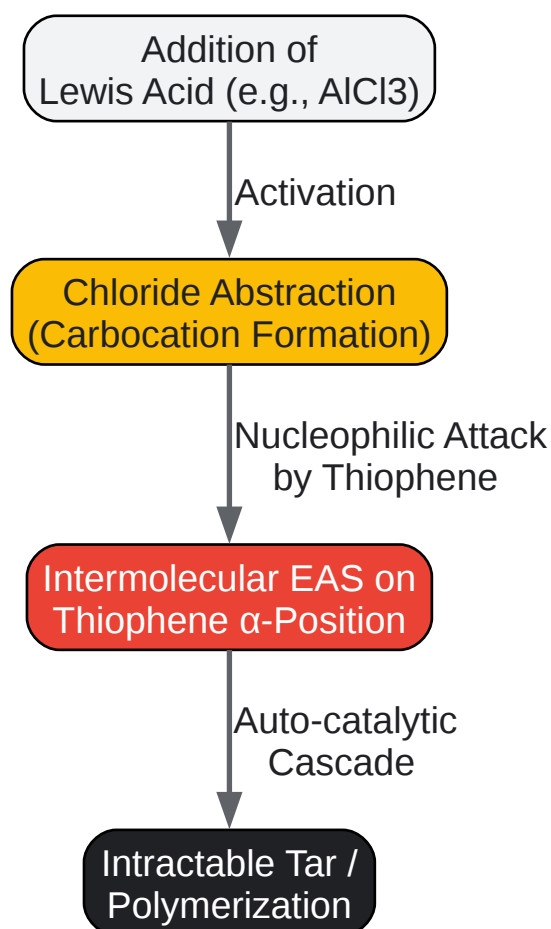 Addition of
Lewis Acid (e.g., AlCl3)
Activation
Chloride Abstraction
(Carbocation Formation)
Nucleophilic Attack
by Thiophene
Intermolecular EAS on
Thiophene α-Position
Auto-catalytic
Cascade
Intractable Tar /
Polymerization